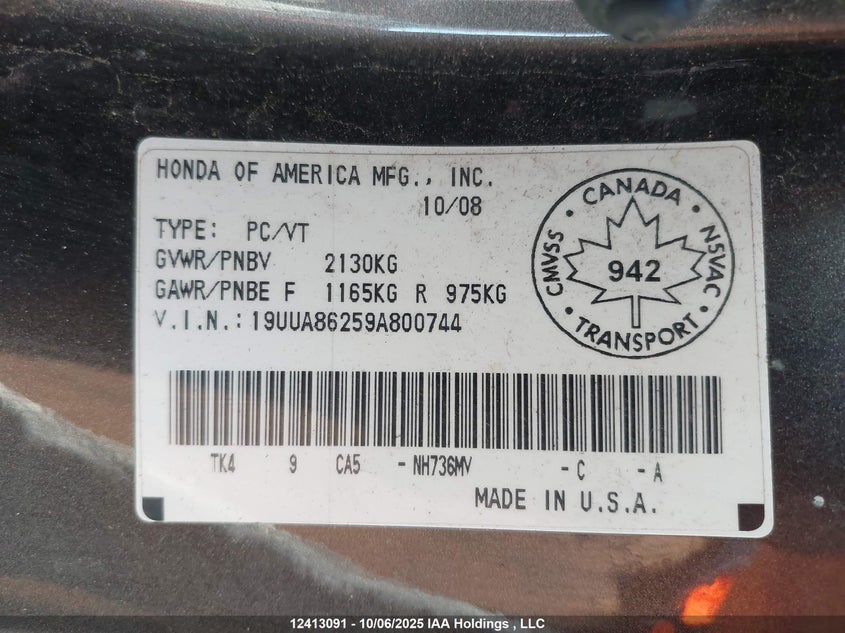 HONDA OF AMERICA MFG., INC.
10/08
TYPE: PC/VT
GVWR/PNBV 2130KG
GAWR/PNBE F 1165KG R 975KG
V.I.N.: 19UUA86259A800744
CANADA
CMVSS
942
NSVAC
TRANSPORT
TK4 9 CA5 - NH736MV - C - A
MADE IN U.S.A.
12413091 - 10/06/2025 IAA Holdings , LLC